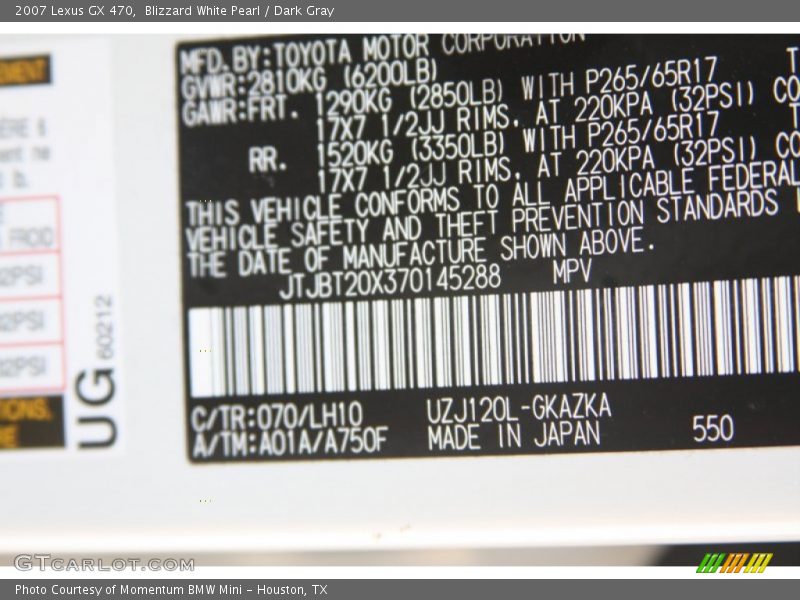 2007 Lexus GX 470, Blizzard White Pearl / Dark Gray
MFD. BY: TOYOTA MOTOR CORPORATION
GVWR: 2810KG (6200LB)
GAWR: FRT. 1290KG (2850LB) WITH P265/65R17
17X7 1/2JJ RIMS, AT 220KPA (32PSI) CO
RR. 1520KG (3350LB) WITH P265/65R17
17X7 1/2JJ RIMS, AT 220KPA (32PSI) CO
THIS VEHICLE CONFORMS TO ALL APPLICABLE FEDERAL
VEHICLE SAFETY AND THEFT PREVENTION STANDARDS
THE DATE OF MANUFACTURE SHOWN ABOVE.
JTJBT20X370145288 MPV
C/TR: 070/LH10 UZJ120L-GKAZKA
A/TM: A01A/A750F MADE IN JAPAN 550
UG 60212
GTCARLOT.COM
Photo Courtesy of Momentum BMW Mini - Houston, TX